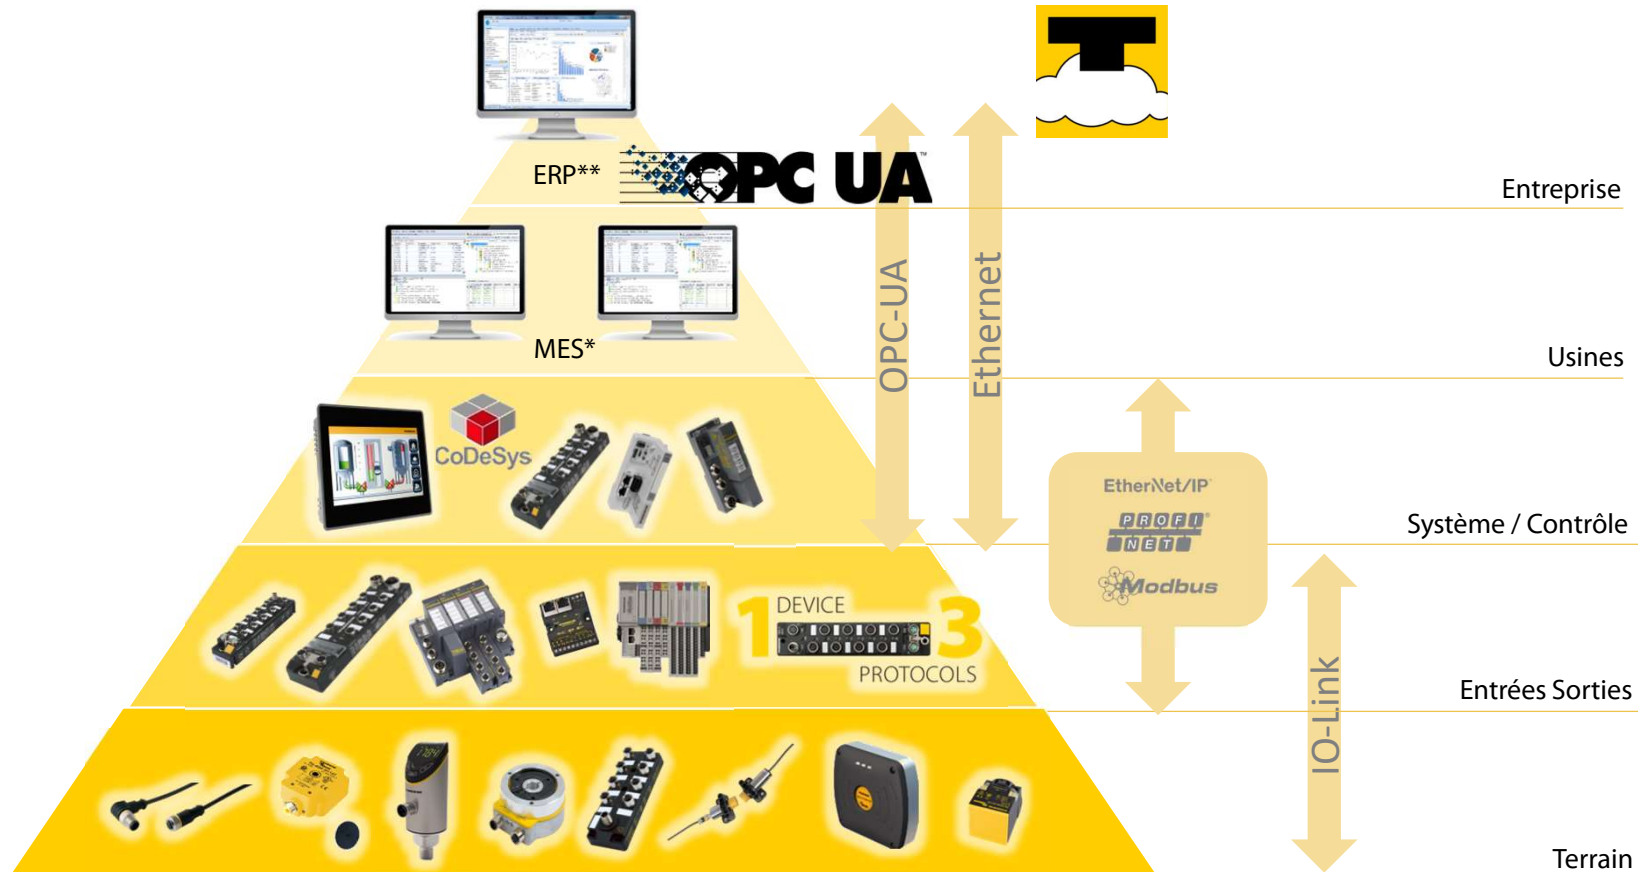 ERP**
OPC UA™
Entreprise
MES*
OPC-UA
Ethernet
Usines
CoDeSys
EtherNet/IP
PROFI®
NET
Modbus
Système / Contrôle
1 DEVICE 3
PROTOCOLS
Entrées Sorties
IO-Link
Terrain